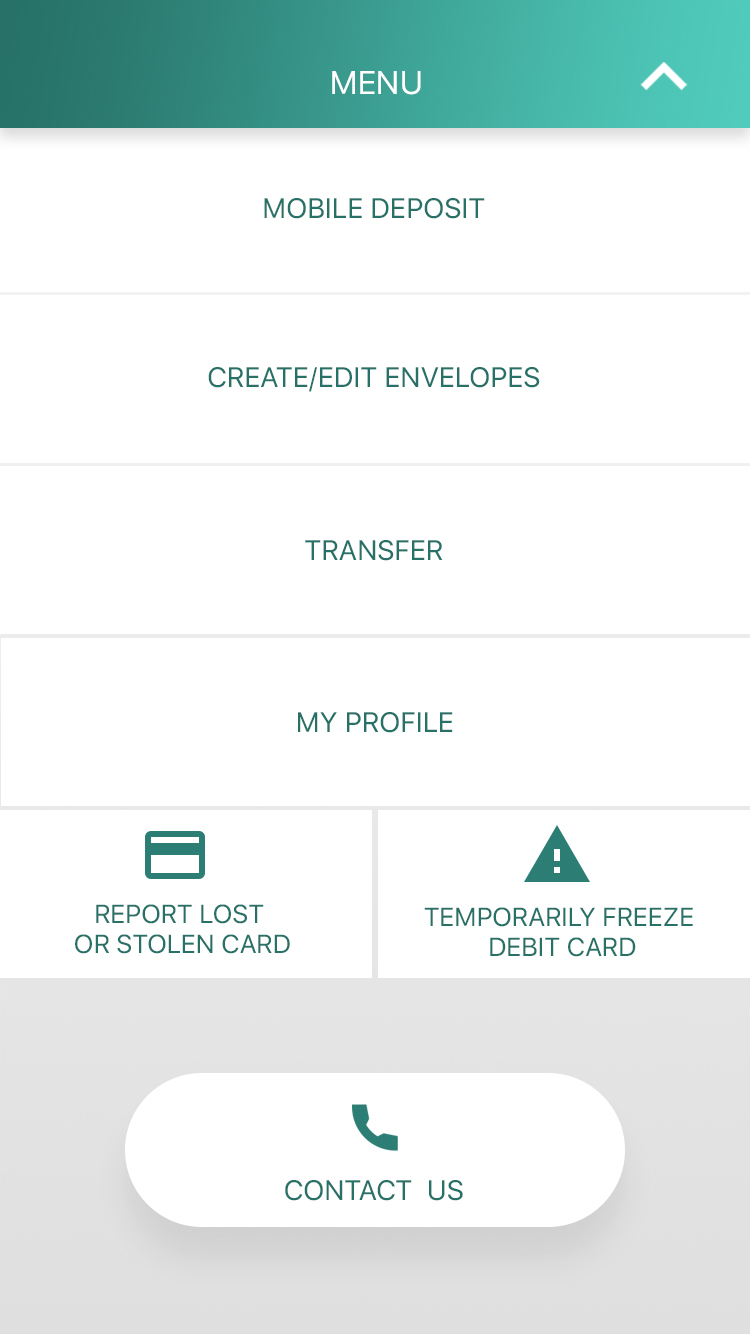 MENU
MOBILE DEPOSIT
CREATE/EDIT ENVELOPES
TRANSFER
MY PROFILE
REPORT LOST
OR STOLEN CARD
TEMPORARILY FREEZE
DEBIT CARD
CONTACT US